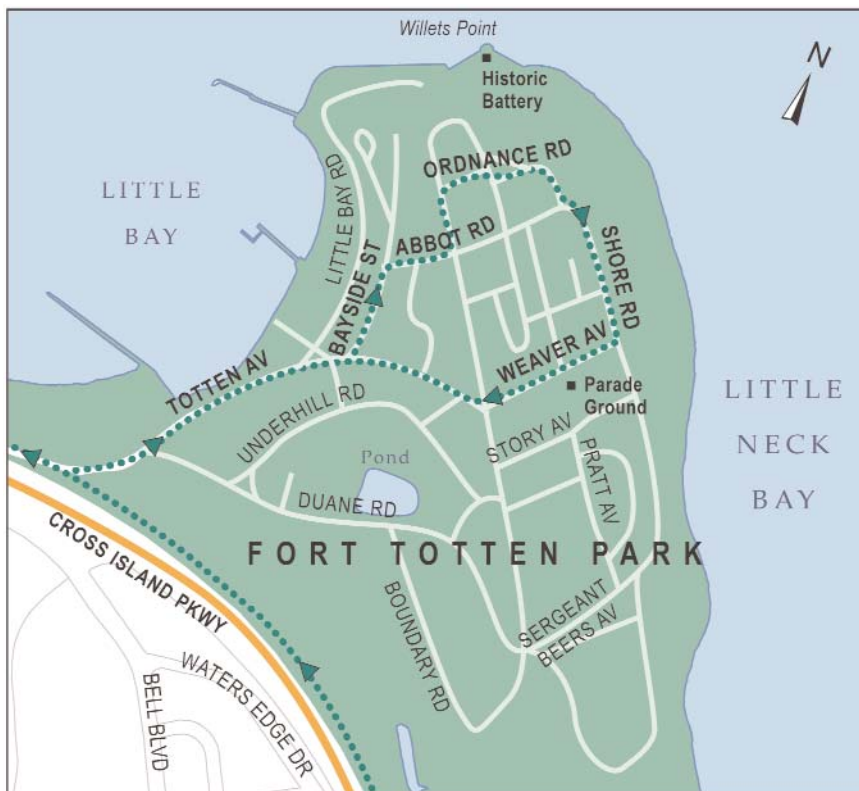 Willets Point
Historic
Battery
N
ORDNANCE RD
LITTLE
BAY
LITTLE BAY RD
ABBOT RD
BAYSIDE ST
SHORE RD
TOTTEN AV
WEAVER AV
Parade
Ground
UNDERHILL RD
LITTLE
NECK
BAY
STORY AV
Pond
PRATT AV
DUANE RD
CROSS ISLAND PKWY
FORT TOTTEN PARK
BOUNDARY RD
SERGEANT
BEERS AV
WATERS EDGE DR
BELL BLVD